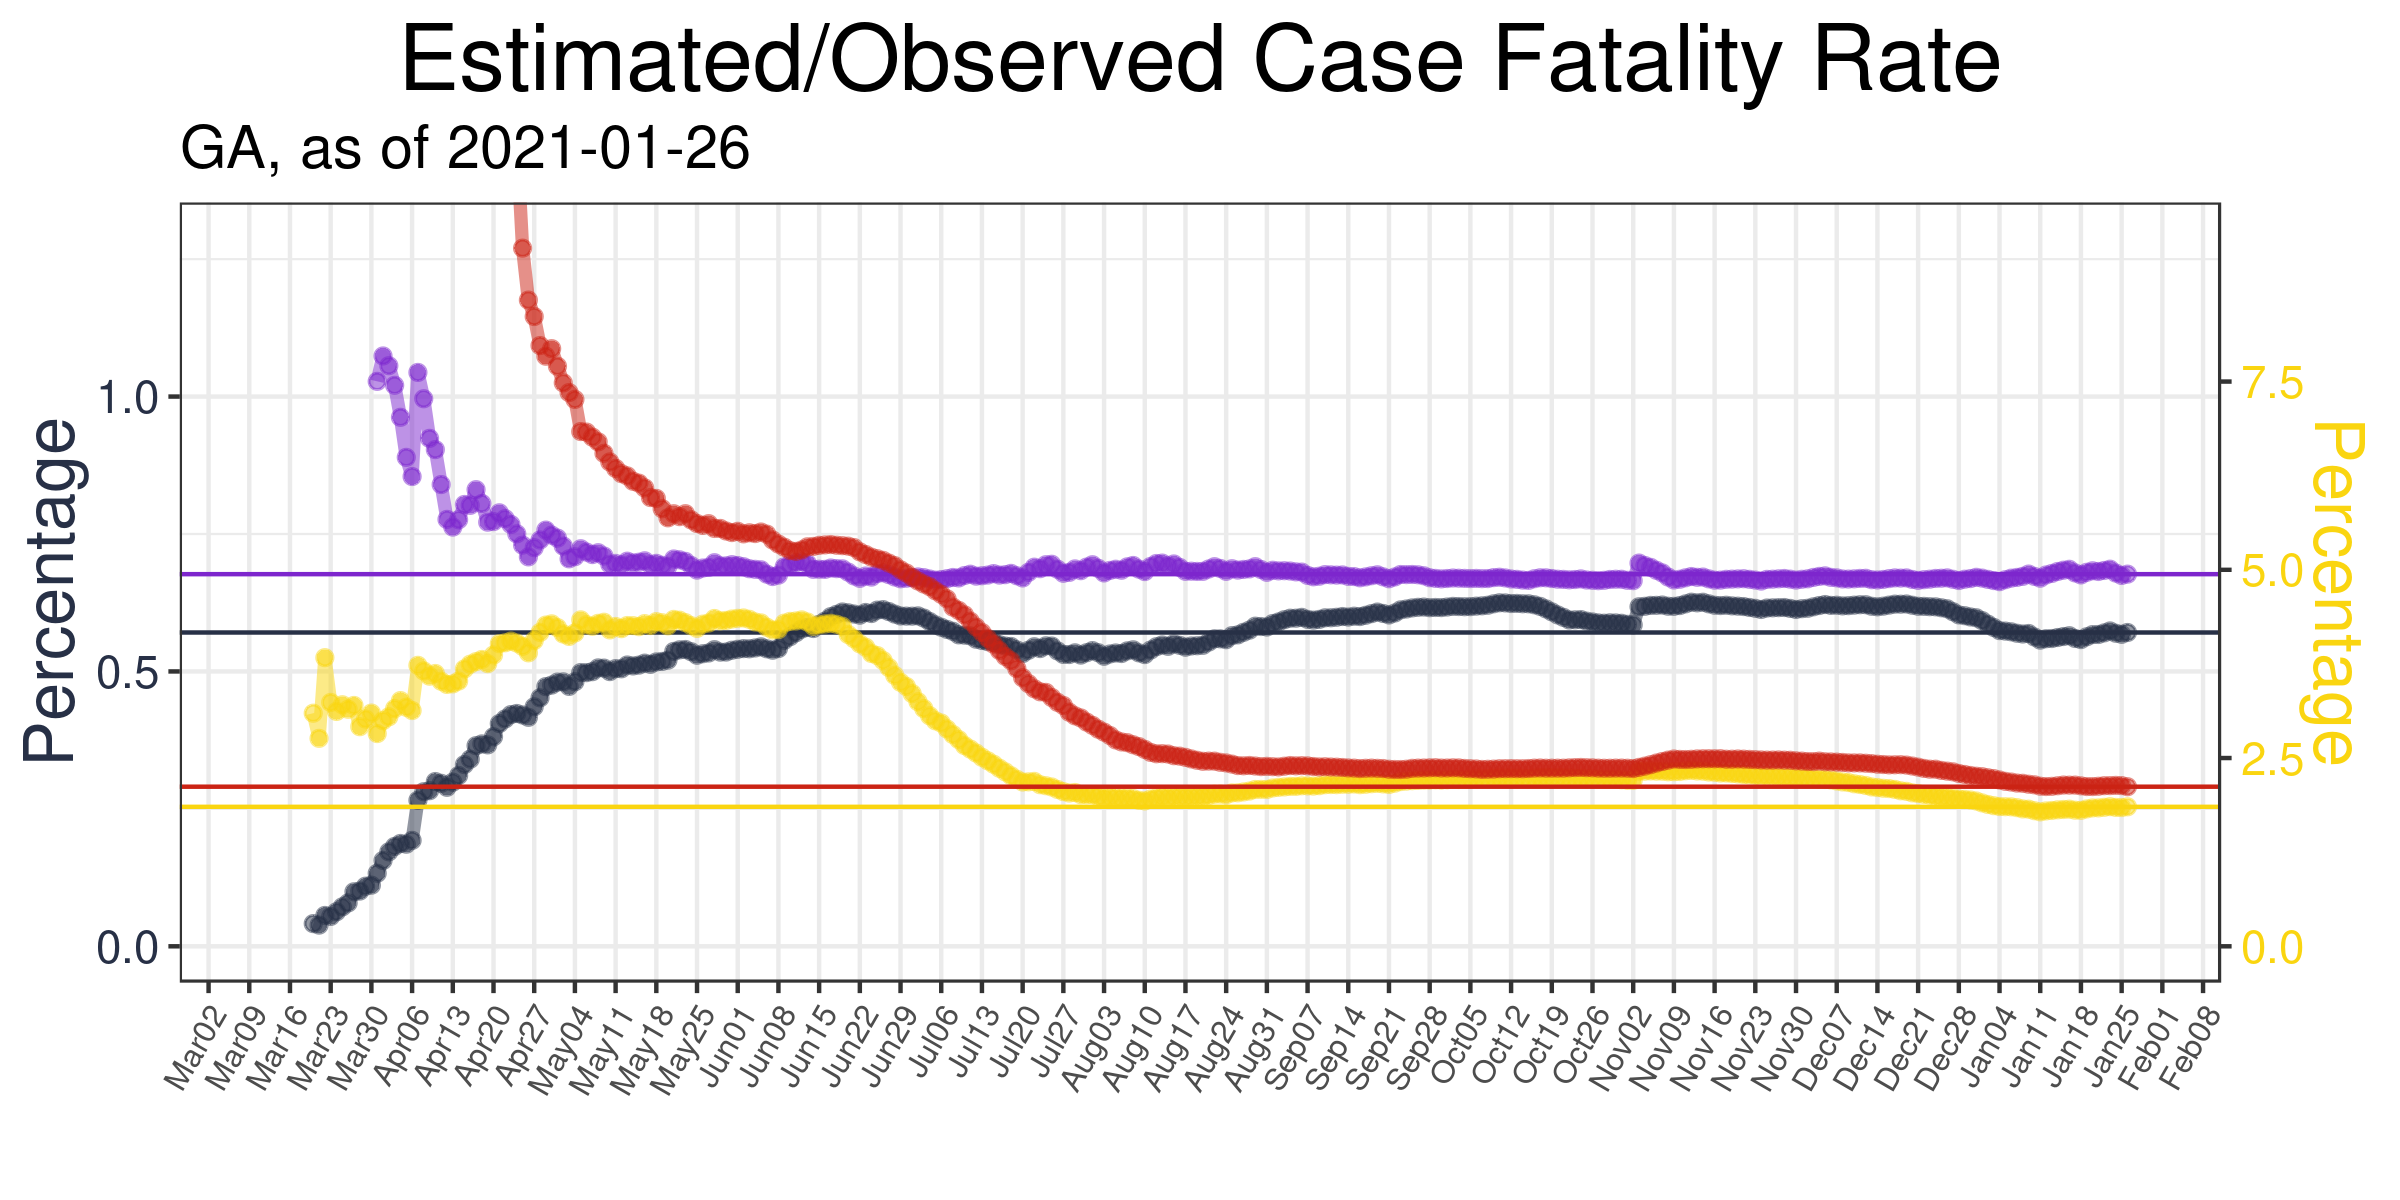 Estimated/Observed Case Fatality Rate
GA, as of 2021-01-26
Percentage
1.0
0.5
0.0
7.5
5.0
2.5
0.0
Percentage
Mar02
Mar09
Mar16
Mar23
Mar30
Apr06
Apr13
Apr20
Apr27
May04
May11
May18
May25
Jun01
Jun08
Jun15
Jun22
Jun29
Jul06
Jul13
Jul20
Jul27
Aug03
Aug10
Aug17
Aug24
Aug31
Sep07
Sep14
Sep21
Sep28
Oct05
Oct12
Oct19
Oct26
Nov02
Nov09
Nov16
Nov23
Nov30
Dec07
Dec14
Dec21
Dec28
Jan04
Jan11
Jan18
Jan25
Feb01
Feb08